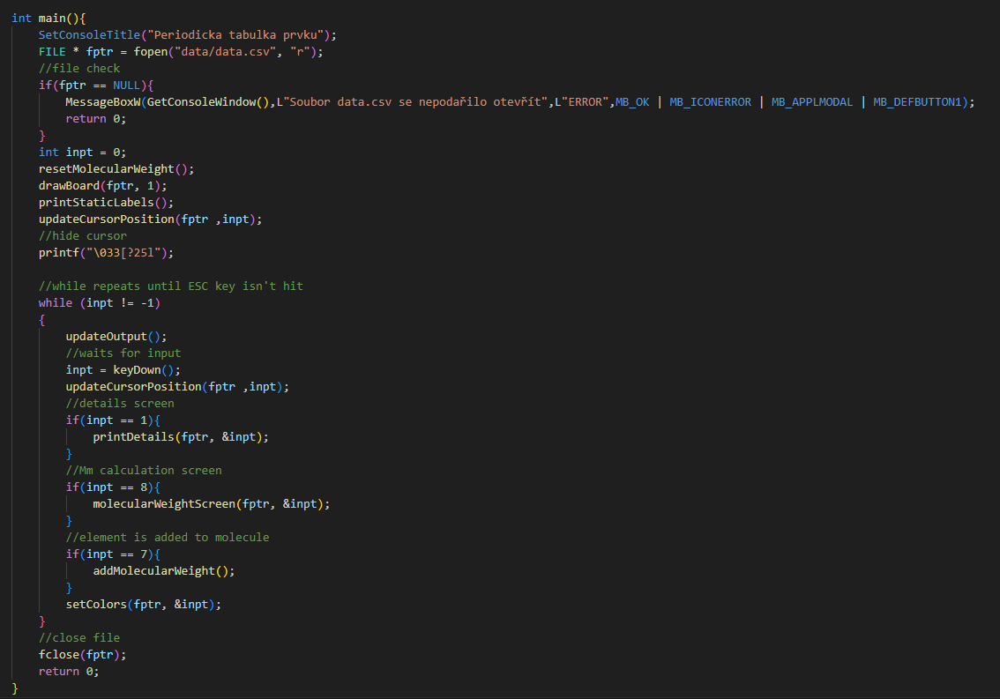 int main(){
    SetConsoleTitle("Periodicka tabulka prvku");
    FILE * fptr = fopen("data/data.csv", "r");
    //file check
    if(fptr == NULL){
        MessageBoxW(GetConsoleWindow(),L"Soubor data.csv se nepodařilo otevřít",L"ERROR",MB_OK | MB_ICONERROR | MB_APPLMODAL | MB_DEFBUTTON1);
        return 0;
    }
    int inpt = 0;
    resetMolecularWeight();
    drawBoard(fptr, 1);
    printStaticLabels();
    updateCursorPosition(fptr ,inpt);
    //hide cursor
    printf("\033[?25l");

    //while repeats until ESC key isn't hit
    while (inpt != -1)
    {
        updateOutput();
        //waits for input
        inpt = keyDown();
        updateCursorPosition(fptr ,inpt);
        //details screen
        if(inpt == 1){
            printDetails(fptr, &inpt);
        }
        //Mm calculation screen
        if(inpt == 8){
            molecularWeightScreen(fptr, &inpt);
        }
        //element is added to molecule
        if(inpt == 7){
            addMolecularWeight();
        }
        setColors(fptr, &inpt);
    }
    //close file
    fclose(fptr);
    return 0;
}